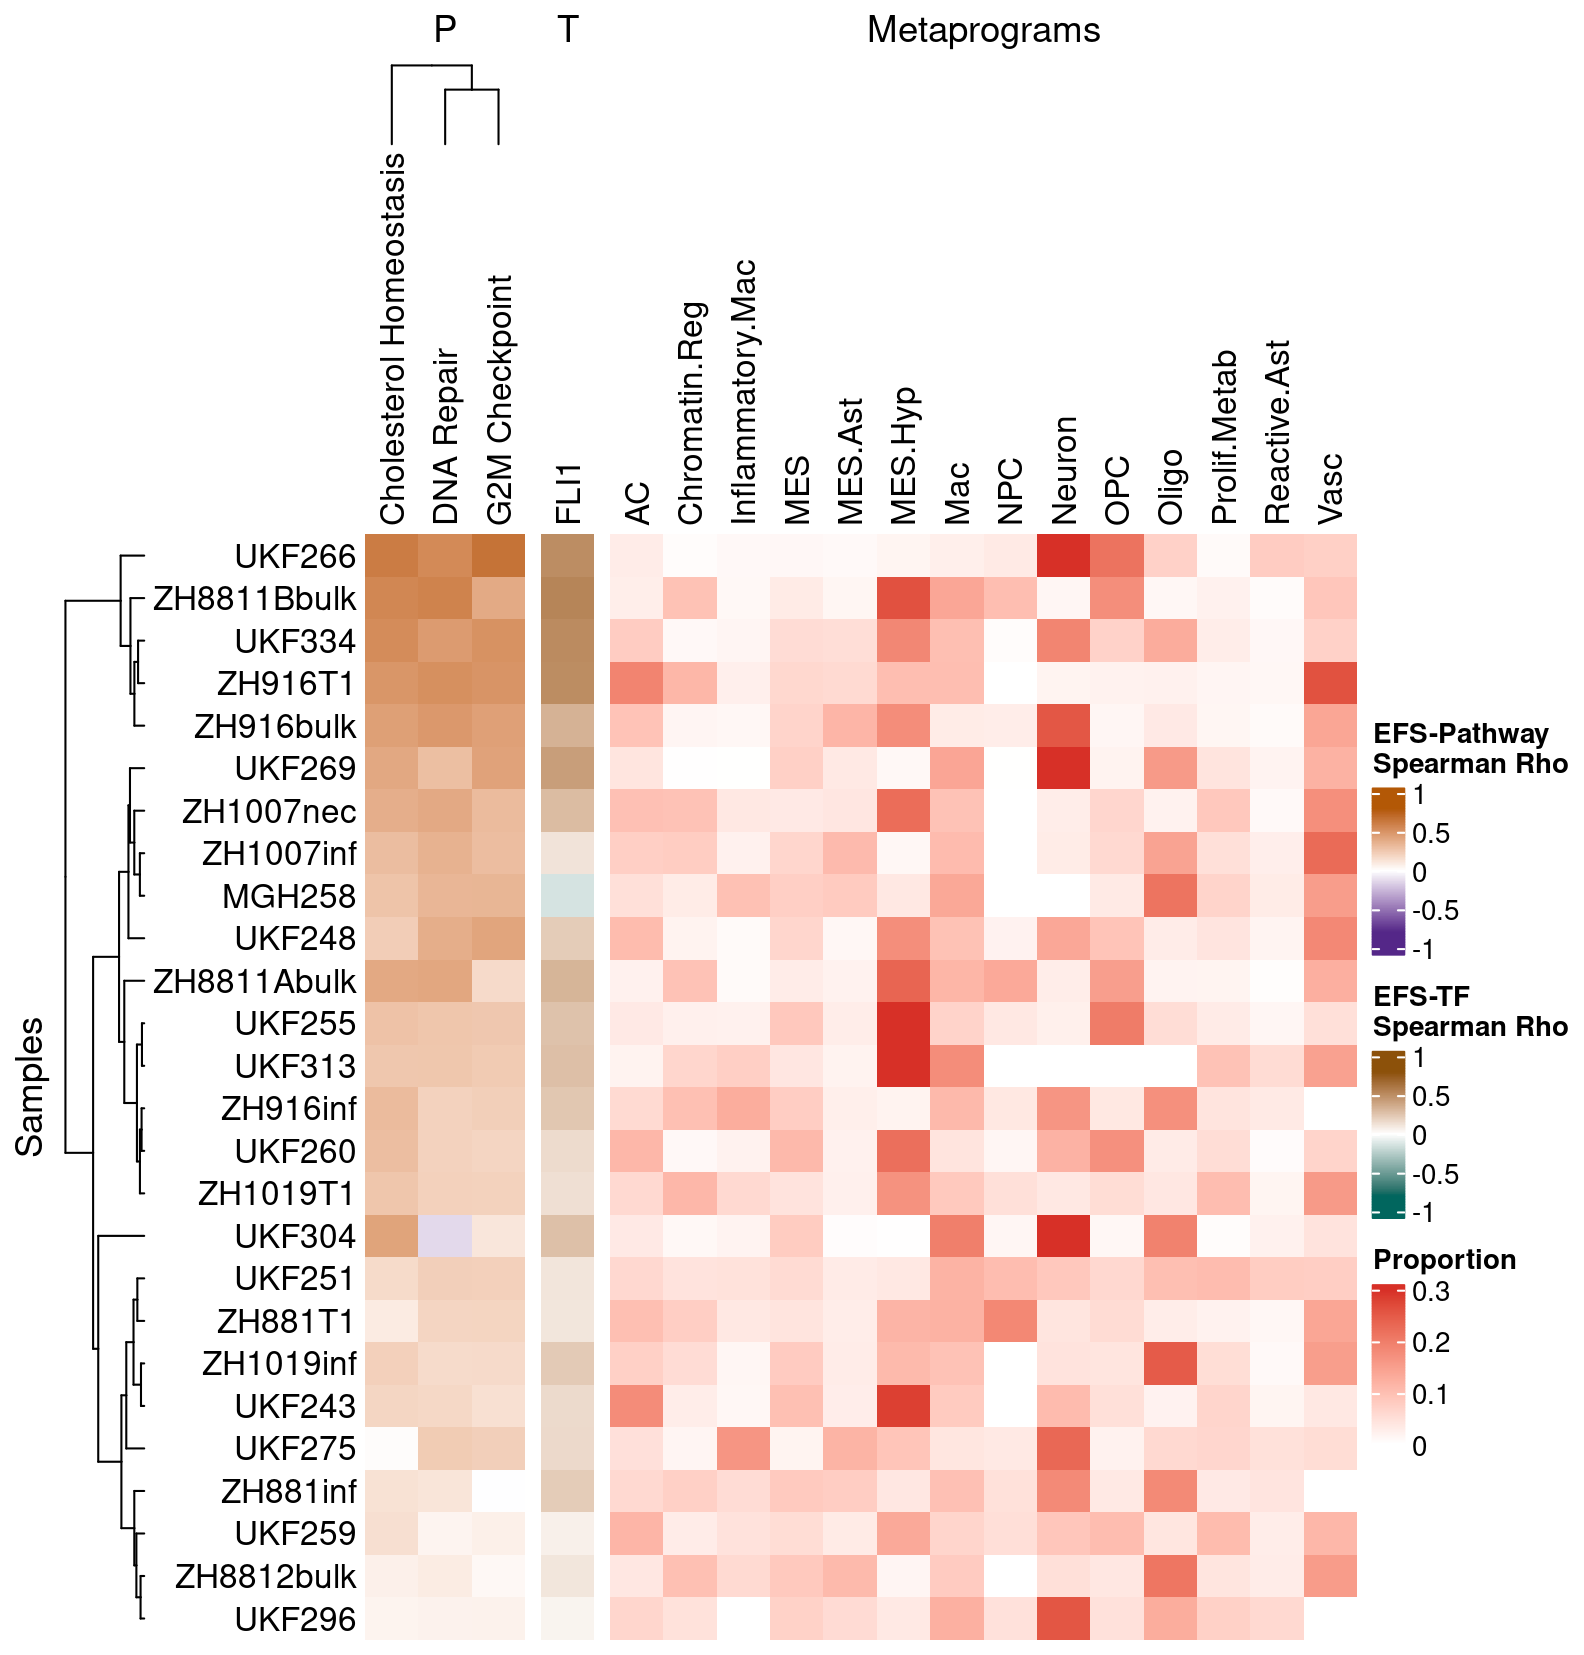 P T Metaprograms
Cholesterol Homeostasis
DNA Repair
G2M Checkpoint
FLI1
AC
Chromatin.Reg
Inflammatory.Mac
MES
MES.Ast
MES.Hyp
Mac
NPC
Neuron
OPC
Oligo
Prolif.Metab
Reactive.Ast
Vasc
Samples
UKF266
ZH8811Bbulk
UKF334
ZH916T1
ZH916bulk
UKF269
ZH1007nec
ZH1007inf
MGH258
UKF248
ZH8811Abulk
UKF255
UKF313
ZH916inf
UKF260
ZH1019T1
UKF304
UKF251
ZH881T1
ZH1019inf
UKF243
UKF275
ZH881inf
UKF259
ZH8812bulk
UKF296
EFS-Pathway
Spearman Rho
1
0.5
0
-0.5
-1
EFS-TF
Spearman Rho
1
0.5
0
-0.5
-1
Proportion
0.3
0.2
0.1
0